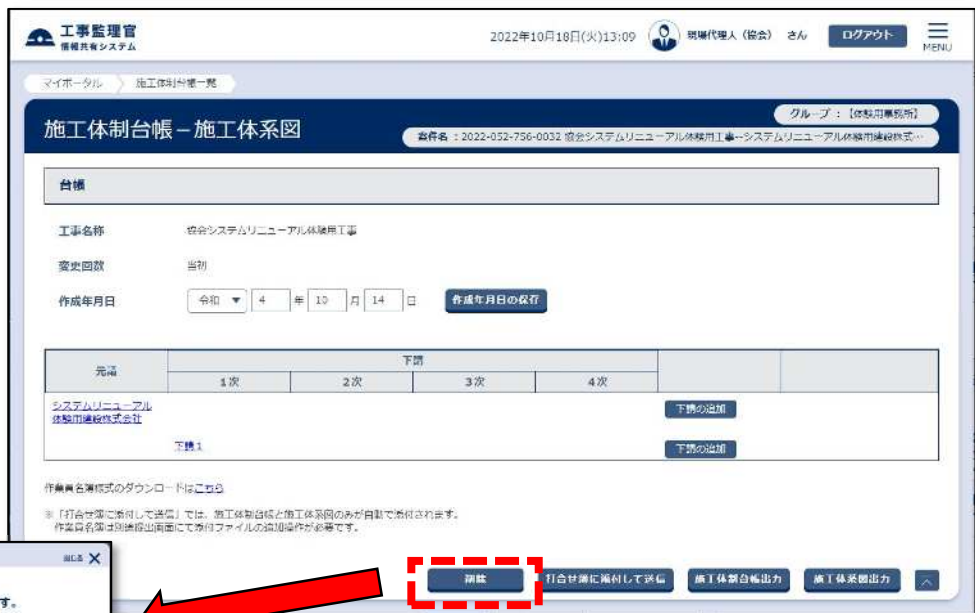 工事監理官
情報共有システム
2022年10月18日(火)13:09
現場代理人（協会） さん
ログアウト
MENU
マイポータル
施工体制台帳一覧
施工体制台帳－施工体系図
グループ：【体験用事務所】
案件名：2022-052-756-0032 協会システムリニューアル体験用工事--システムリニューアル体験用建設株式…
台帳
工事名称
協会システムリニューアル体験用工事
変更回数
当初
作成年月日
令和 4 年 10 月 14 日
作成年月日の保存
元請
下請
1次 2次 3次 4次
システムリニューアル
体験用建設株式会社
下請の追加
下請1
下請の追加
作業員名簿様式のダウンロードはこちら
※「打合せ簿に添付して送信」では、施工体制台帳と施工体系図のみが自動で添付されます。
作業員名簿は別途提出画面にて添付ファイルの追加操作が必要です。
閉じる
す。
削除
打合せ簿に添付して送信
施工体制台帳出力
施工体系図出力